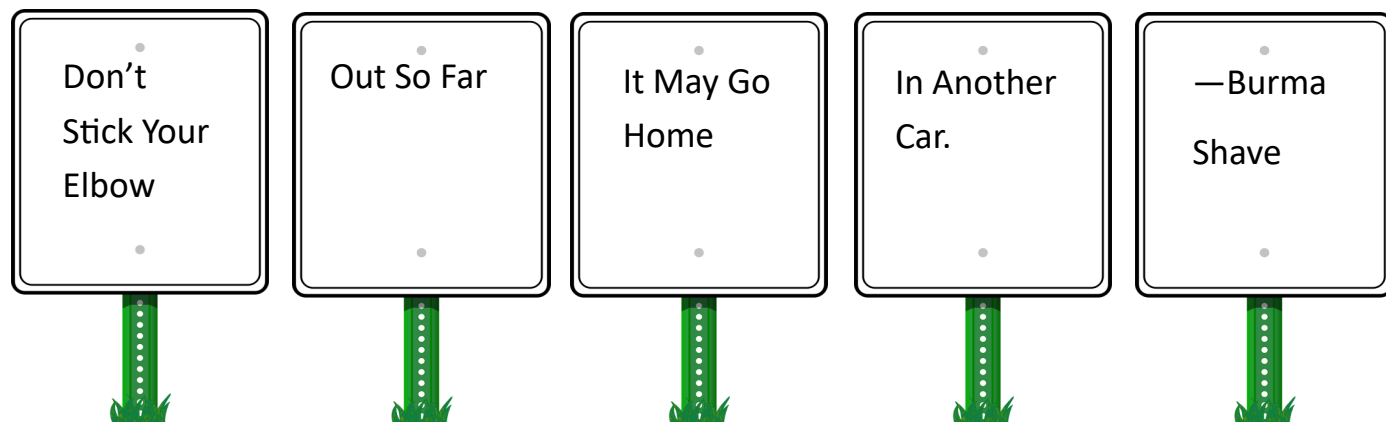 Don’t
Stick Your
Elbow
Out So Far
It May Go
Home
In Another
Car.
—Burma
Shave